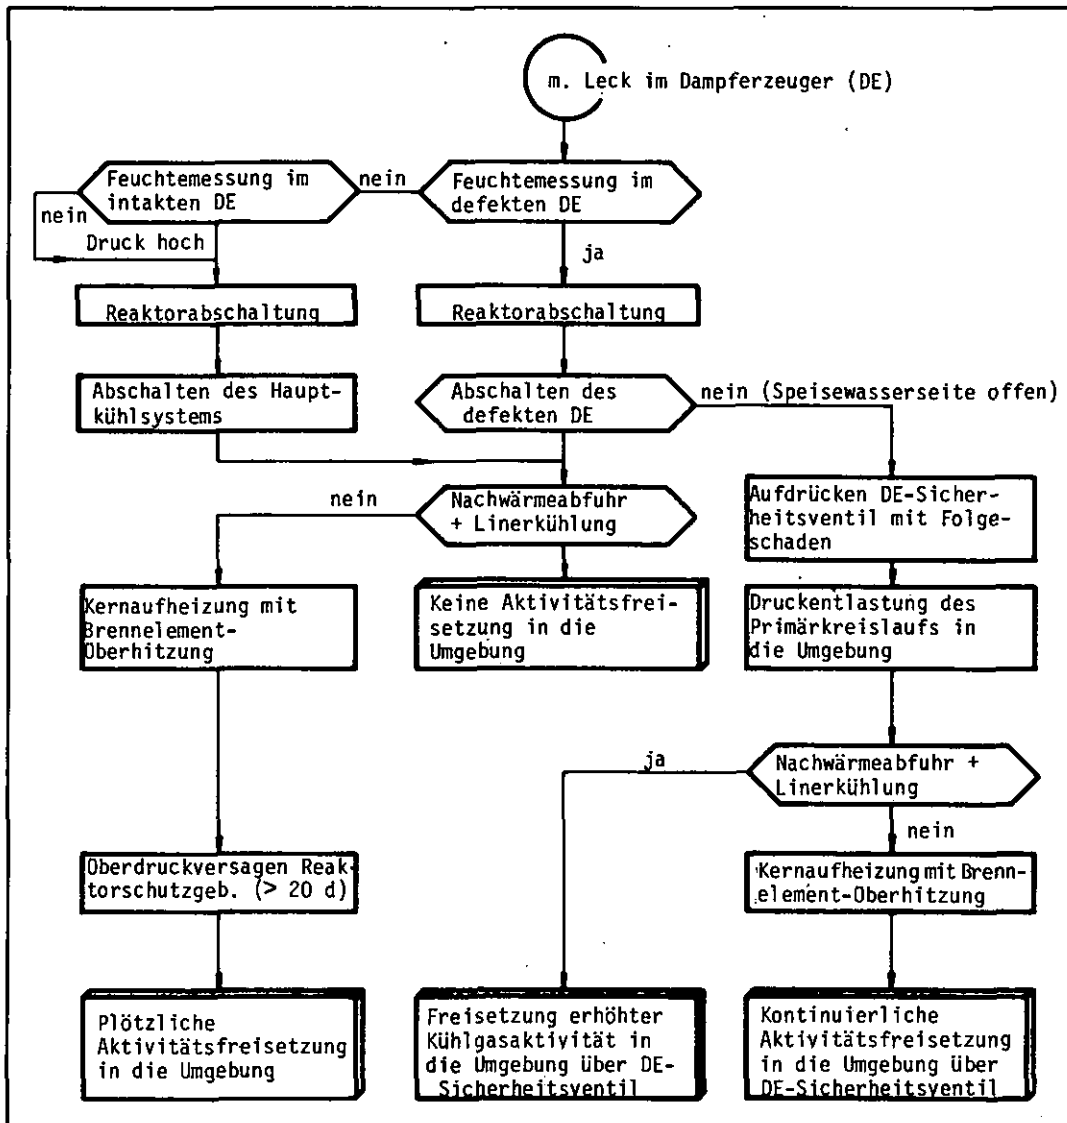 m. Leck im Dampferzeuger (DE)
Feuchtemessung im
intakten DE
nein
Feuchtemessung im
defekten DE
nein
Druck hoch
ja
Reaktorabschaltung
Reaktorabschaltung
Abschalten des Haupt-
kühlsystems
Abschalten des
defekten DE
nein (Speisewasserseite offen)
nein
Nachwärmeabfuhr
+ Linerkühlung
Aufdrücken DE-Sicher-
heitsventil mit Folge-
schaden
Kernaufheizung mit
Brennelement-
Oberhitzung
Keine Aktivitätsfrei-
setzung in die
Umgebung
Druckentlastung des
Primärkreislaufs in
die Umgebung
ja
Nachwärmeabfuhr +
Linerkühlung
nein
Oberdruckversagen Reak-
torschutzgeb. (> 20 d)
Kernaufheizung mit Brenn-
element-Oberhitzung
Plötzliche
Aktivitätsfreisetzung
in die Umgebung
Freisetzung erhöhter
Kühlgasaktivität in
die Umgebung über DE-
Sicherheitsventil
Kontinuierliche
Aktivitätsfreisetzung
in die Umgebung über
DE-Sicherheitsventil